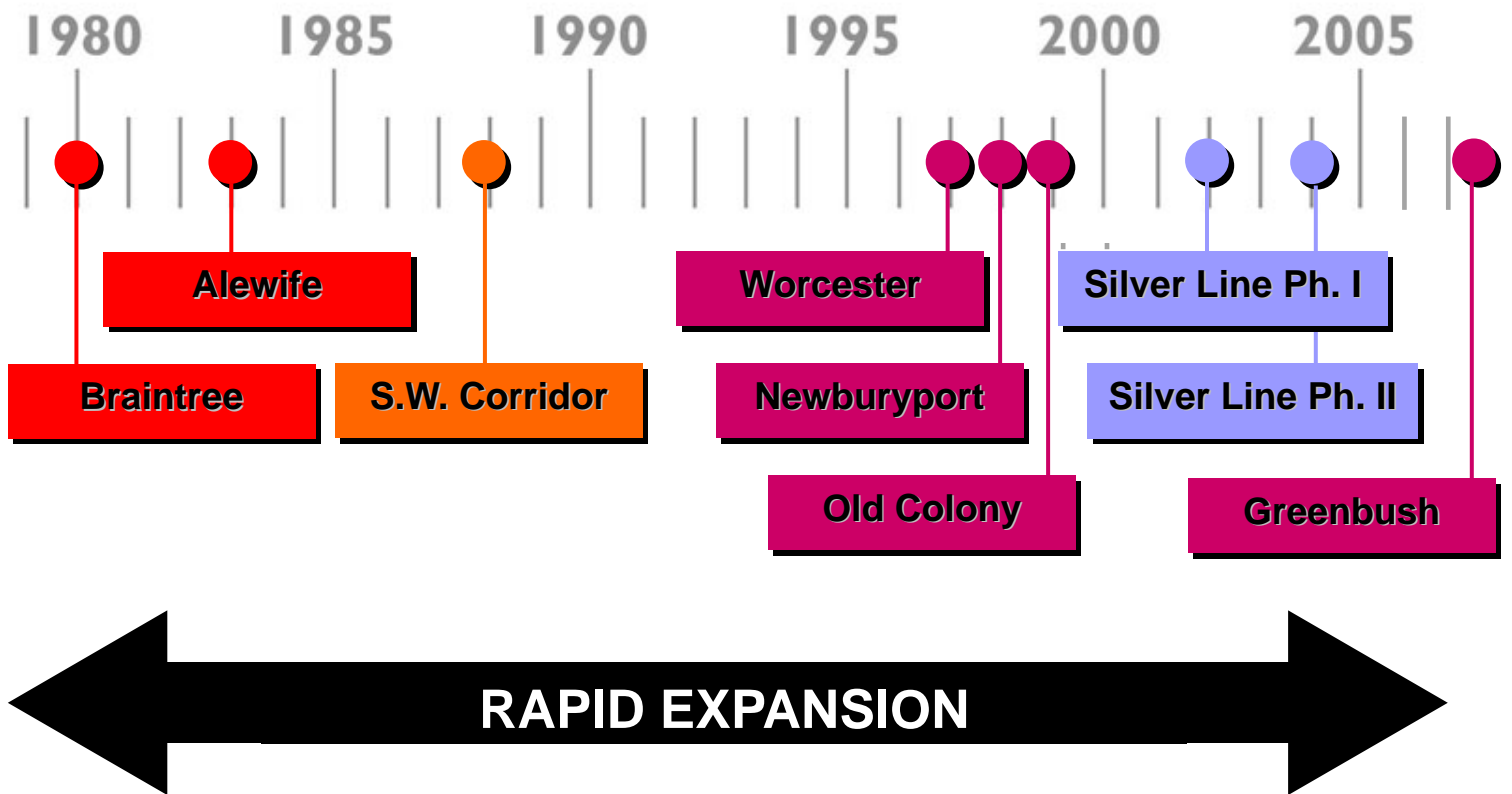 1980 1985 1990 1995 2000 2005
Alewife
Worcester
Silver Line Ph. I
Braintree
S.W. Corridor
Newburyport
Silver Line Ph. II
Old Colony
Greenbush
RAPID EXPANSION